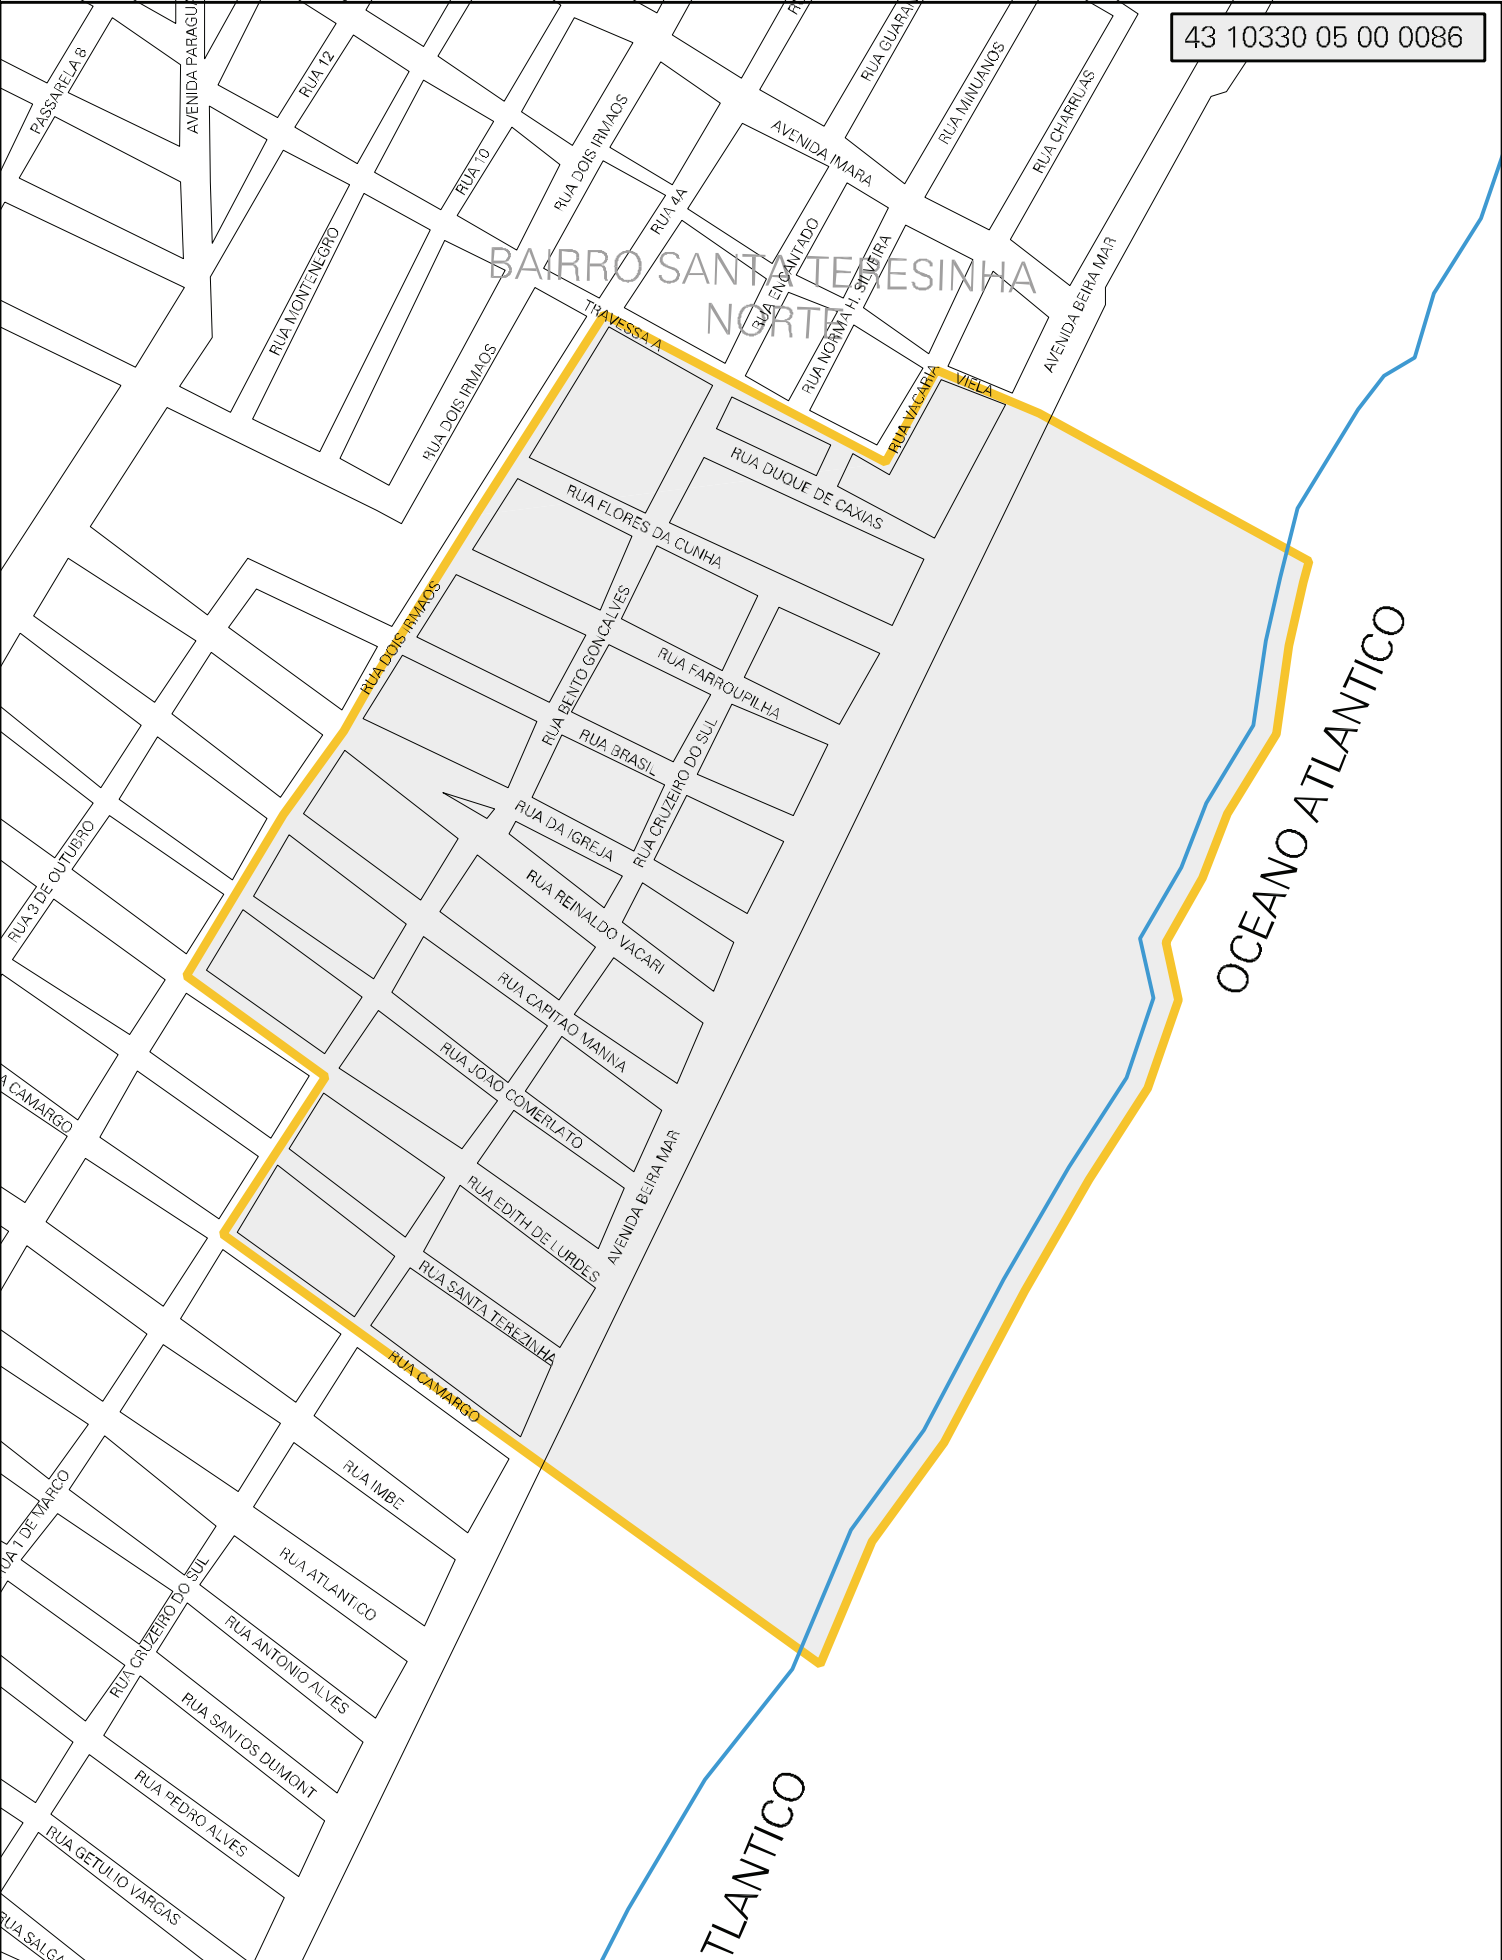 43 10330 05 00 0086
PASSARELA B
RUA 12
RUA GUARAN
RUA MINUANOS
RUA CHARRUAS
AVENIDA IMARA
RUA 10
RUA DOIS IRMAOS
RUA 4A
RUA ENCANTADO
RUA NORMA H. SILVEIRA
AVENIDA BEIRA MAR
RUA MONTENEGRO
BAIRRO SANTA TERESINHA
NORTE
TRAVESSA A
RUA DOIS IRMAOS
RUA VACARIA
VIELA
RUA DUQUE DE CAXIAS
RUA FLORES DA CUNHA
RUA DOIS IRMAOS
RUA BENTO GONCALVES
RUA FARROUPILHA
RUA BRASIL
RUA CRUZEIRO DO SUL
OCEANO ATLANTICO
RUA DA IGREJA
RUA 3 DE OUTUBRO
RUA REINALDO VACARI
RUA CAPITAO MANNA
RUA JOAO COMERLATO
A CAMARGO
RUA EDITH DE LURDES
AVENIDA BEIRA MAR
RUA SANTA TEREZINHA
RUA CAMARGO
RUA IMBE
UA 1 DE MARCO
RUA ATLANTICO
RUA CRUZEIRO DO SUL
RUA ANTONIO ALVES
RUA SANTOS DUMONT
RUA PEDRO ALVES
RUA GETULIO VARGAS
TLANTICO